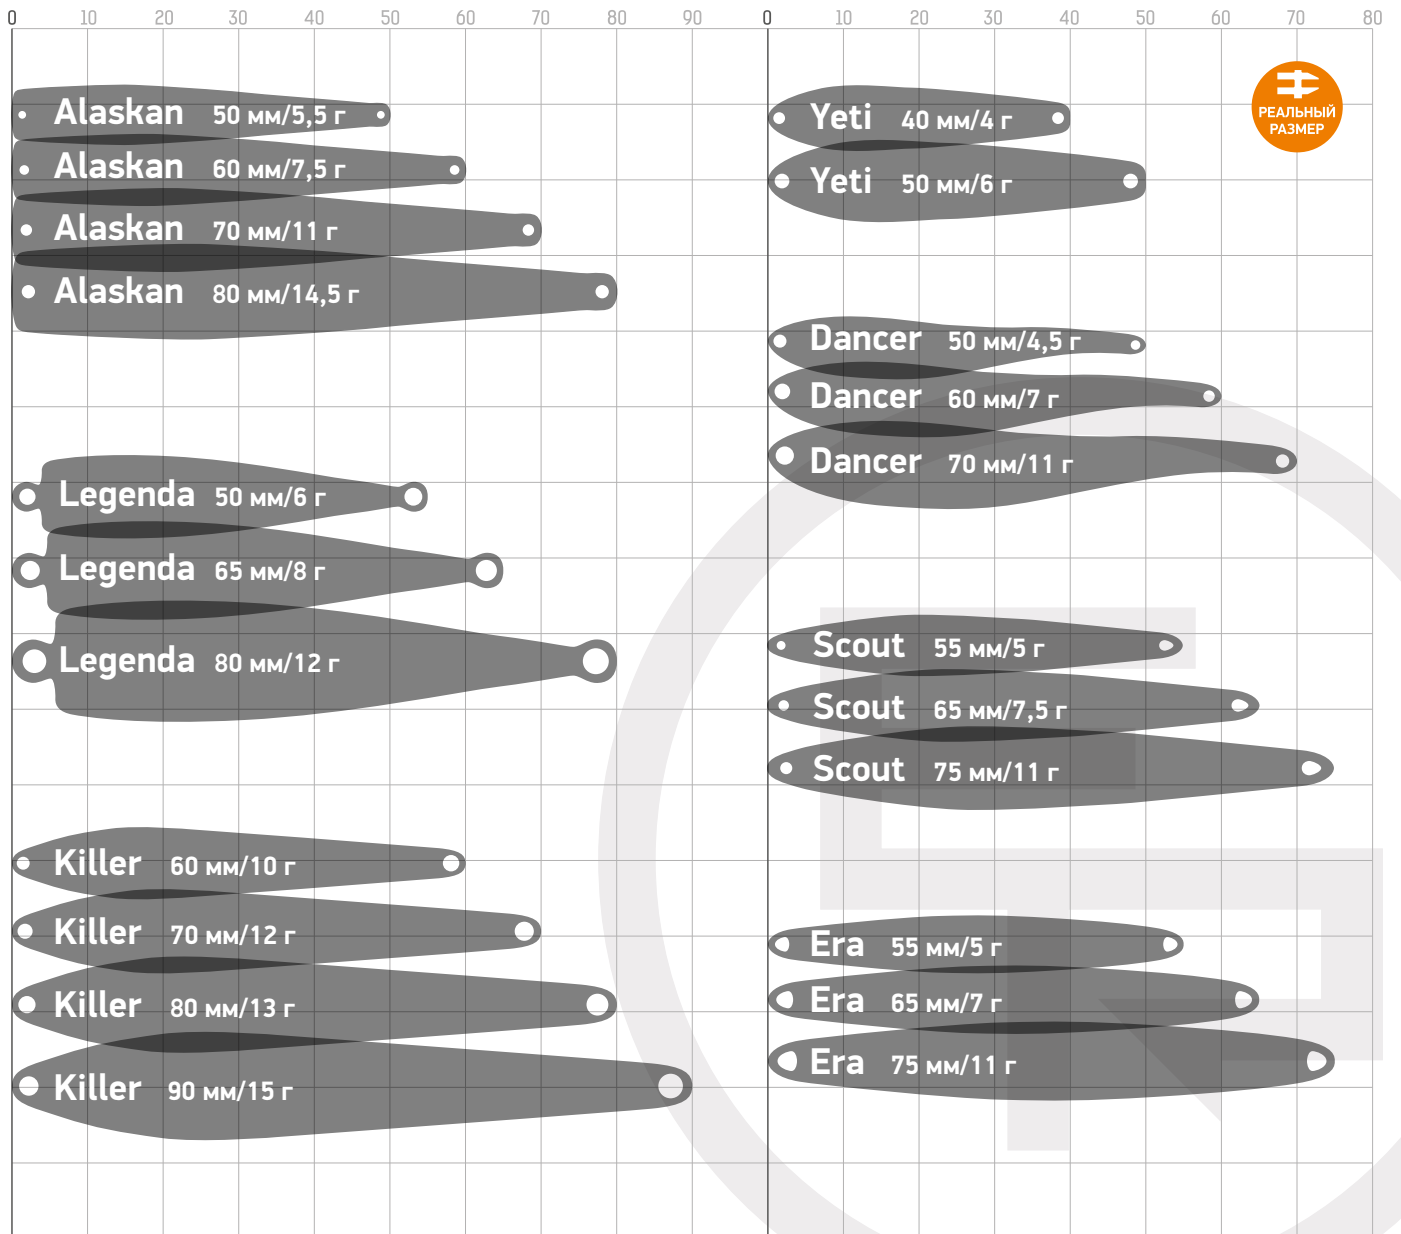 0 10 20 30 40 50 60 70 80 90
0 10 20 30 40 50 60 70 80
Alaskan 50 мм/5,5 г
Alaskan 60 мм/7,5 г
Alaskan 70 мм/11 г
Alaskan 80 мм/14,5 г
Legenda 50 мм/6 г
Legenda 65 мм/8 г
Legenda 80 мм/12 г
Killer 60 мм/10 г
Killer 70 мм/12 г
Killer 80 мм/13 г
Killer 90 мм/15 г
Yeti 40 мм/4 г
Yeti 50 мм/6 г
РЕАЛЬНЫЙ
РАЗМЕР
Dancer 50 мм/4,5 г
Dancer 60 мм/7 г
Dancer 70 мм/11 г
Scout 55 мм/5 г
Scout 65 мм/7,5 г
Scout 75 мм/11 г
Era 55 мм/5 г
Era 65 мм/7 г
Era 75 мм/11 г